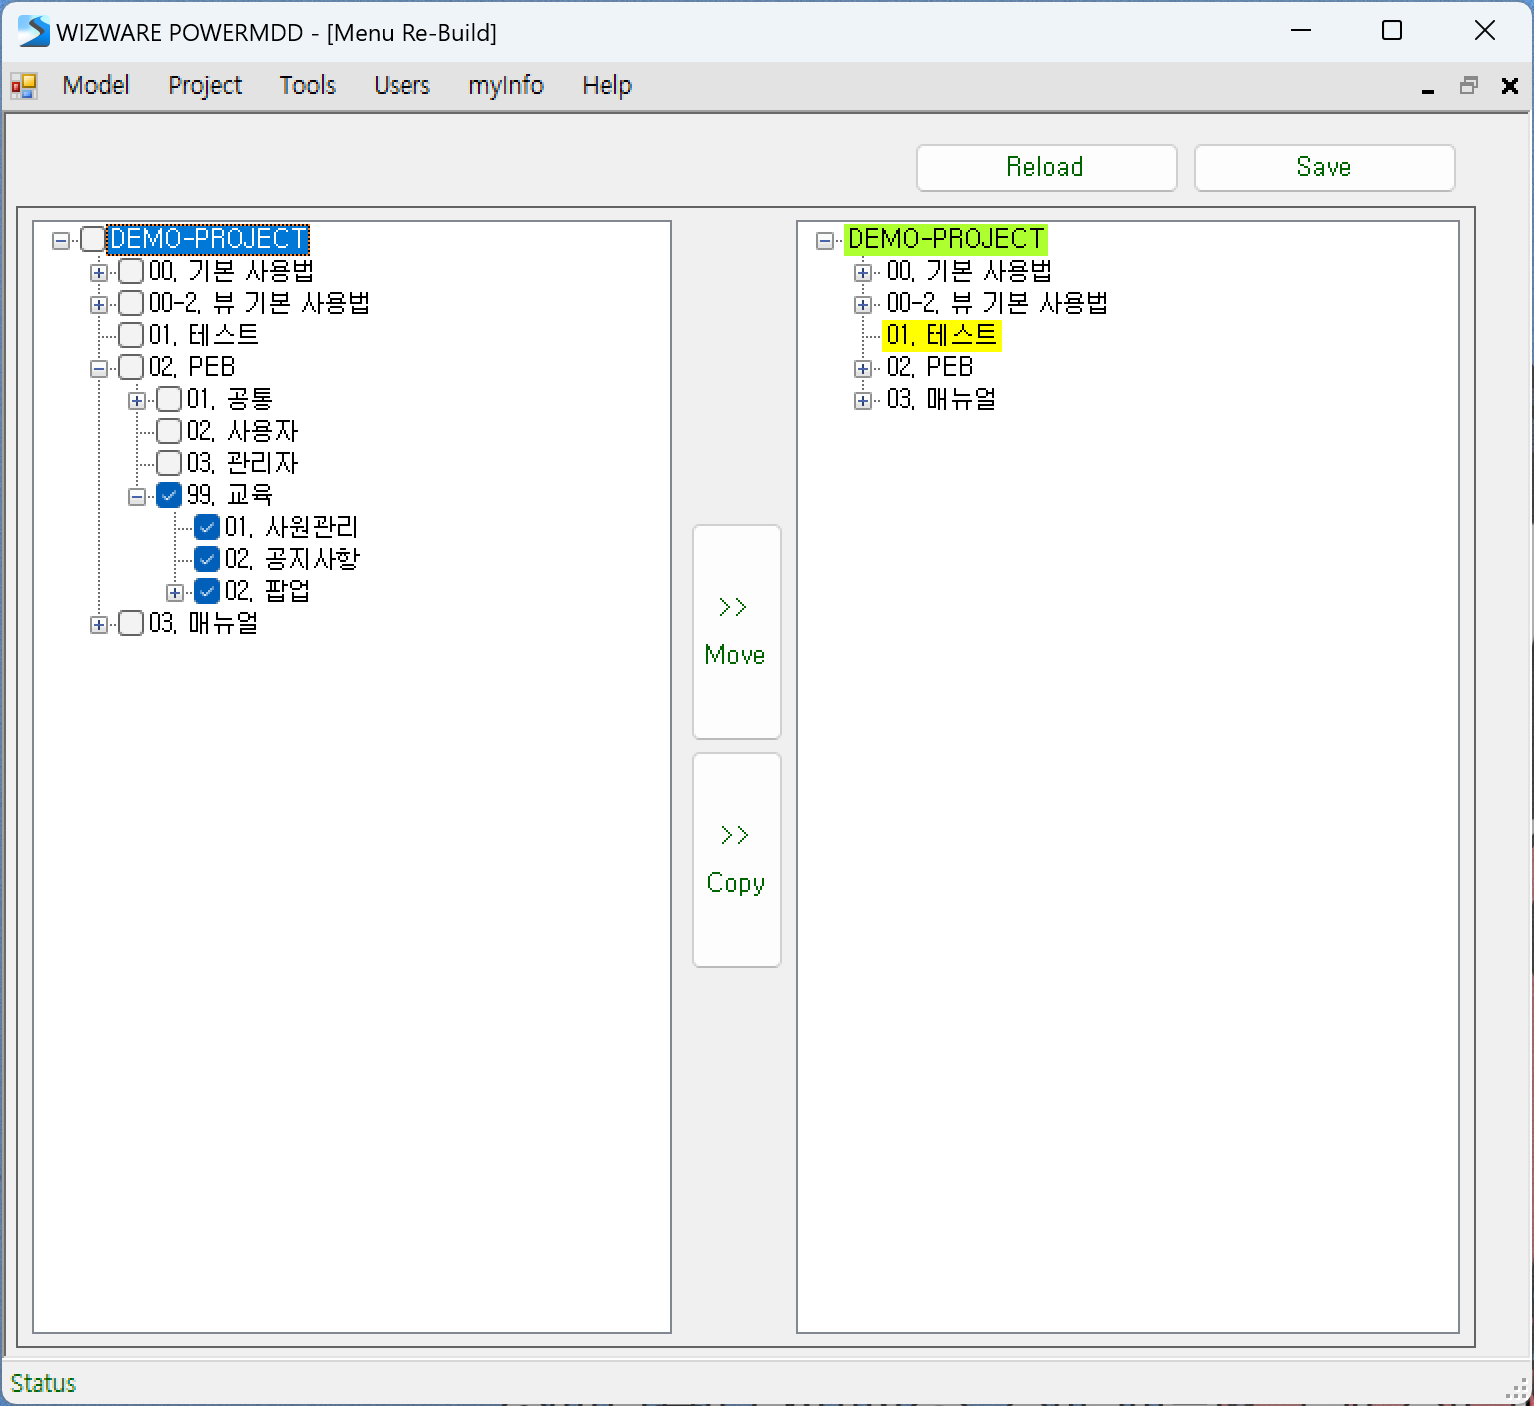 WIZWARE POWERMDD - [Menu Re-Build]
Model Project Tools Users myInfo Help
Reload Save
DEMO-PROJECT
00. 기본 사용법
00-2. 뷰 기본 사용법
01. 테스트
02. PEB
01. 공통
02. 사용자
03. 관리자
99. 교육
01. 사원관리
02. 공지사항
02. 팝업
03. 매뉴얼
>>
Move
>>
Copy
DEMO-PROJECT
00. 기본 사용법
00-2. 뷰 기본 사용법
01. 테스트
02. PEB
03. 매뉴얼
Status